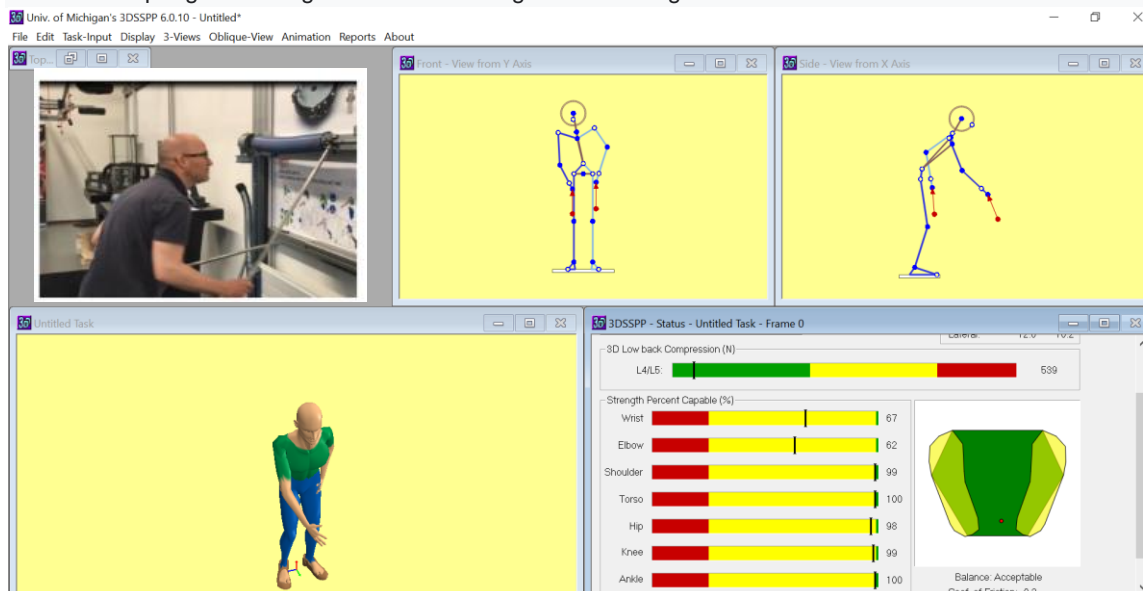 Univ. of Michigan's 3DSSPP 6.0.10 - Untitled*
File Edit Task-Input Display 3-Views Oblique-View Animation Reports About
Top...
Front - View from Y Axis
Side - View from X Axis
Untitled Task
3DSSPP - Status - Untitled Task - Frame 0
3D Low back Compression (N)
L4/L5: 539
Strength Percent Capable (%)
Wrist 67
Elbow 62
Shoulder 99
Torso 100
Hip 98
Knee 99
Ankle 100
Balance: Acceptable